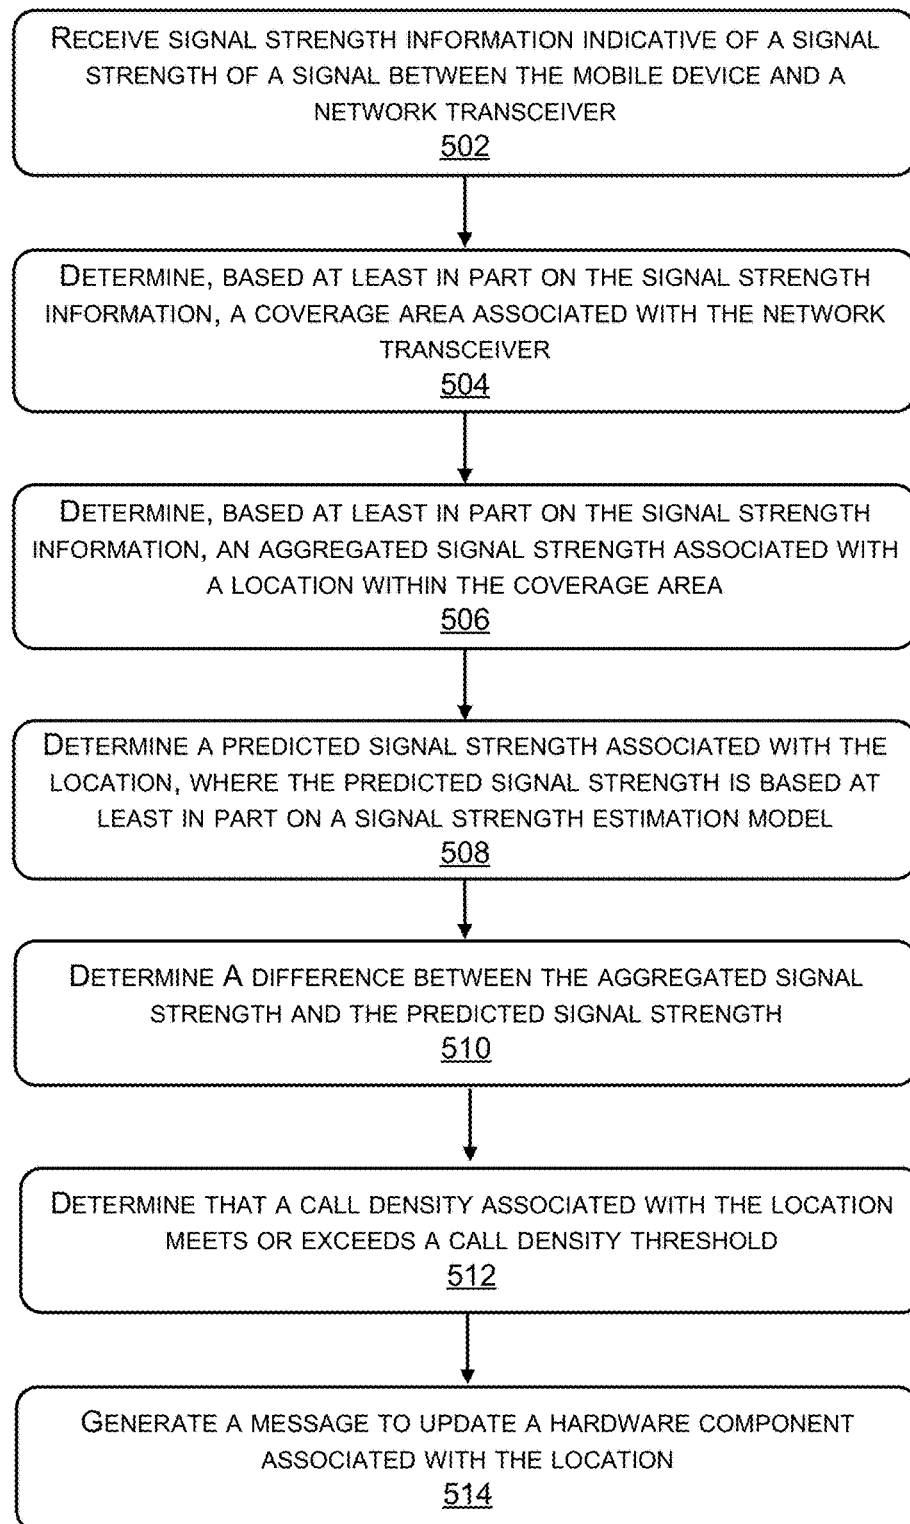 RECEIVE SIGNAL STRENGTH INFORMATION INDICATIVE OF A SIGNAL
STRENGTH OF A SIGNAL BETWEEN THE MOBILE DEVICE AND A
NETWORK TRANSCEIVER
502
DETERMINE, BASED AT LEAST IN PART ON THE SIGNAL STRENGTH
INFORMATION, A COVERAGE AREA ASSOCIATED WITH THE NETWORK
TRANSCEIVER
504
DETERMINE, BASED AT LEAST IN PART ON THE SIGNAL STRENGTH
INFORMATION, AN AGGREGATED SIGNAL STRENGTH ASSOCIATED WITH
A LOCATION WITHIN THE COVERAGE AREA
506
DETERMINE A PREDICTED SIGNAL STRENGTH ASSOCIATED WITH THE
LOCATION, WHERE THE PREDICTED SIGNAL STRENGTH IS BASED AT
LEAST IN PART ON A SIGNAL STRENGTH ESTIMATION MODEL
508
DETERMINE A DIFFERENCE BETWEEN THE AGGREGATED SIGNAL
STRENGTH AND THE PREDICTED SIGNAL STRENGTH
510
DETERMINE THAT A CALL DENSITY ASSOCIATED WITH THE LOCATION
MEETS OR EXCEEDS A CALL DENSITY THRESHOLD
512
GENERATE A MESSAGE TO UPDATE A HARDWARE COMPONENT
ASSOCIATED WITH THE LOCATION
514